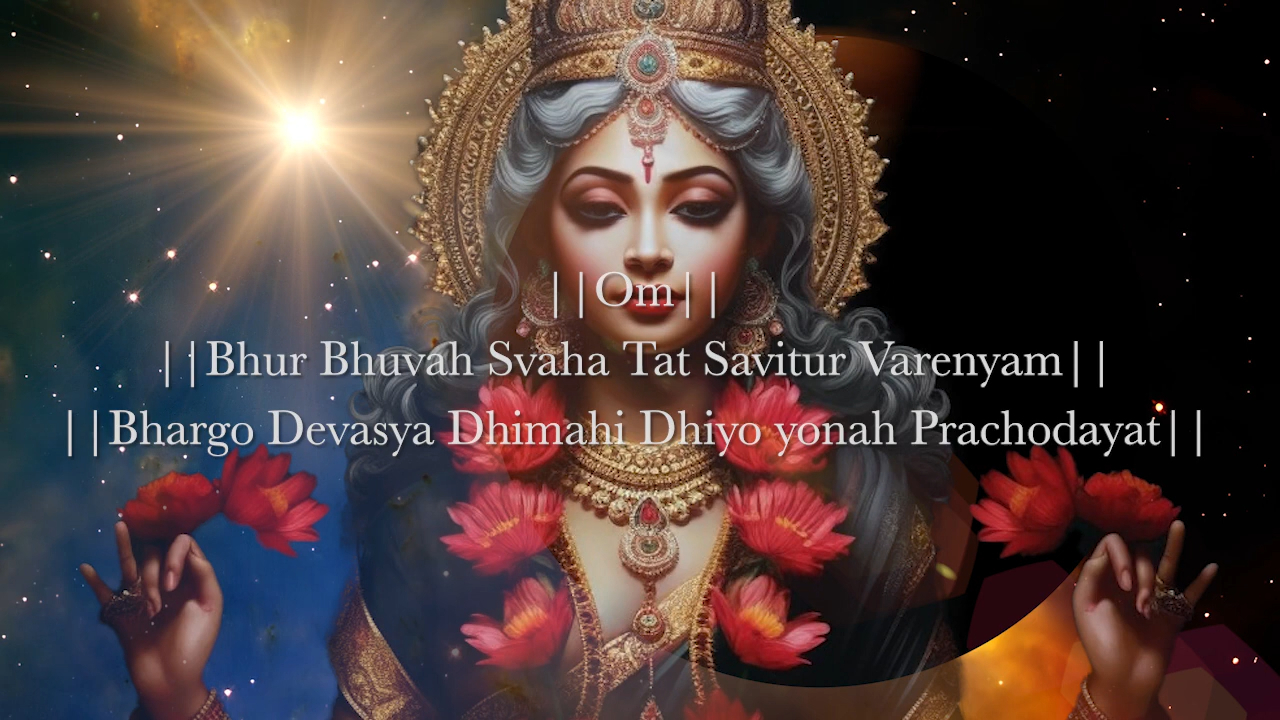 ||Om||
||Bhur Bhuvah Svaha Tat Savitur Varenyam||
||Bhargo Devasya Dhimahi Dhiyo yonah Prachodayat||